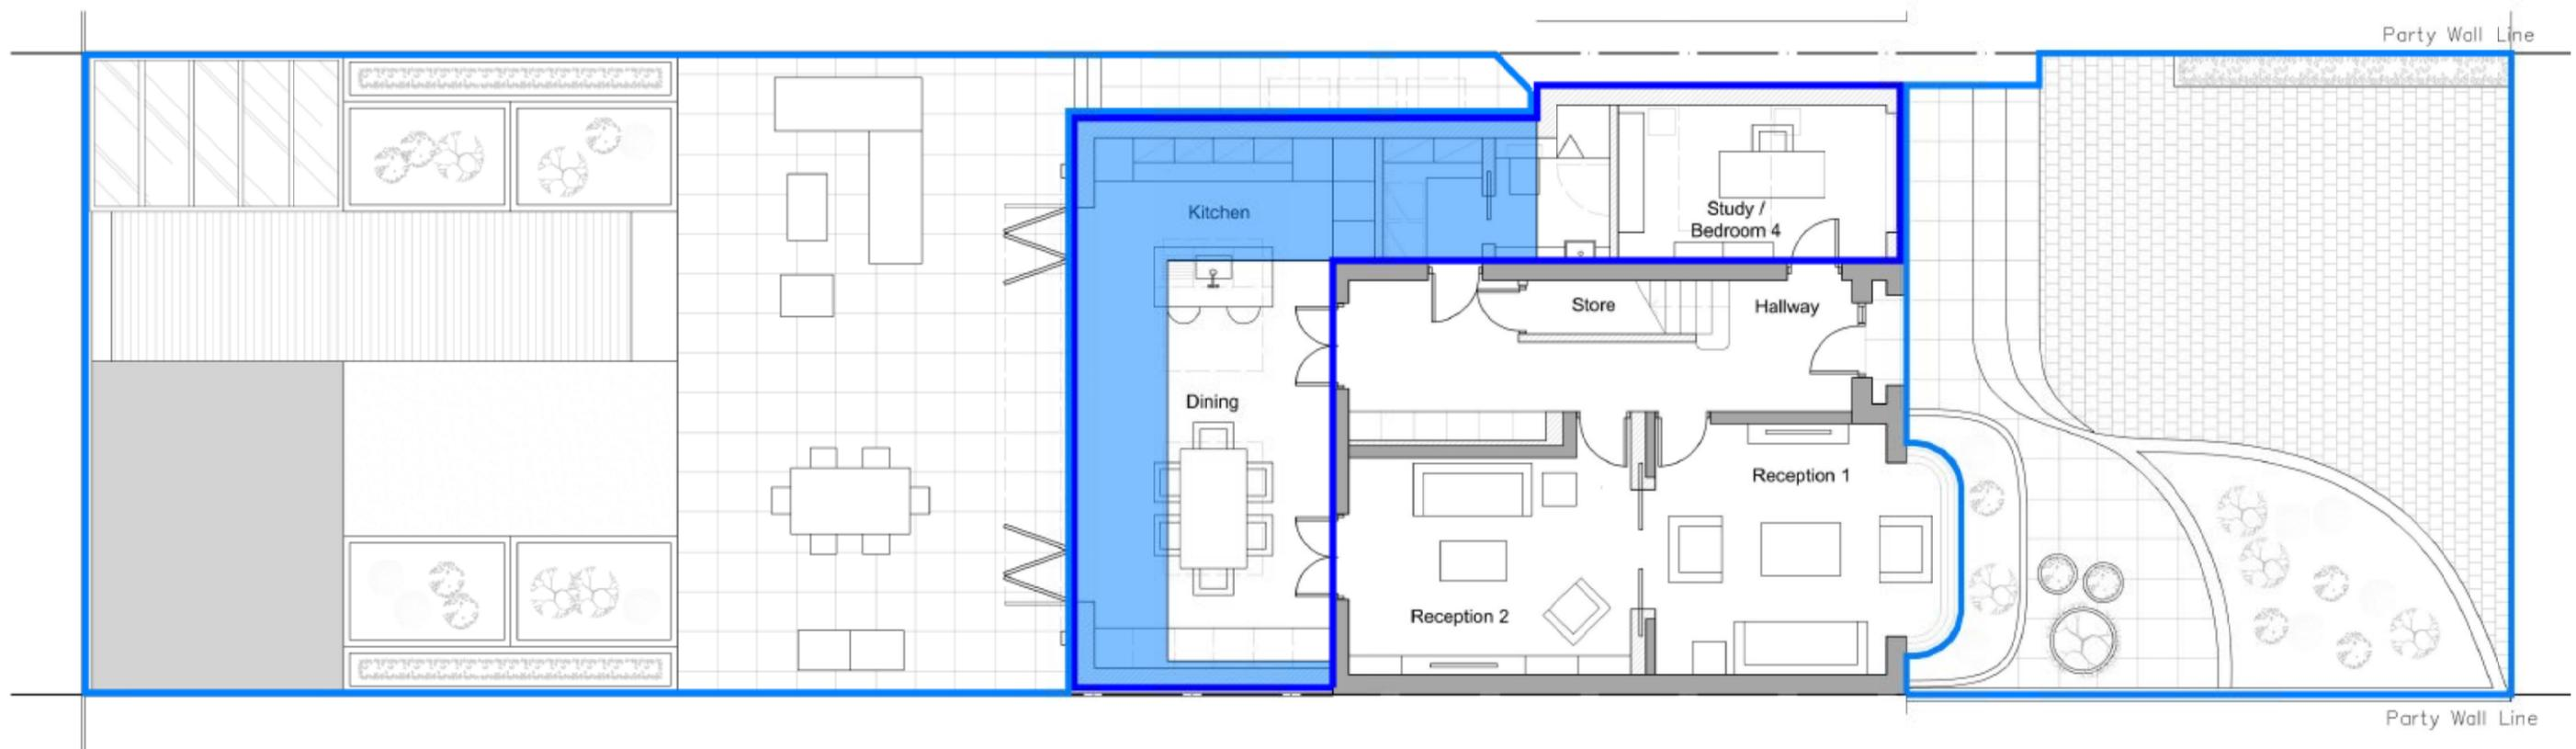 Party Wall Line
Kitchen
Study /
Bedroom 4
Store
Hallway
Dining
Reception 1
Reception 2
Party Wall Line